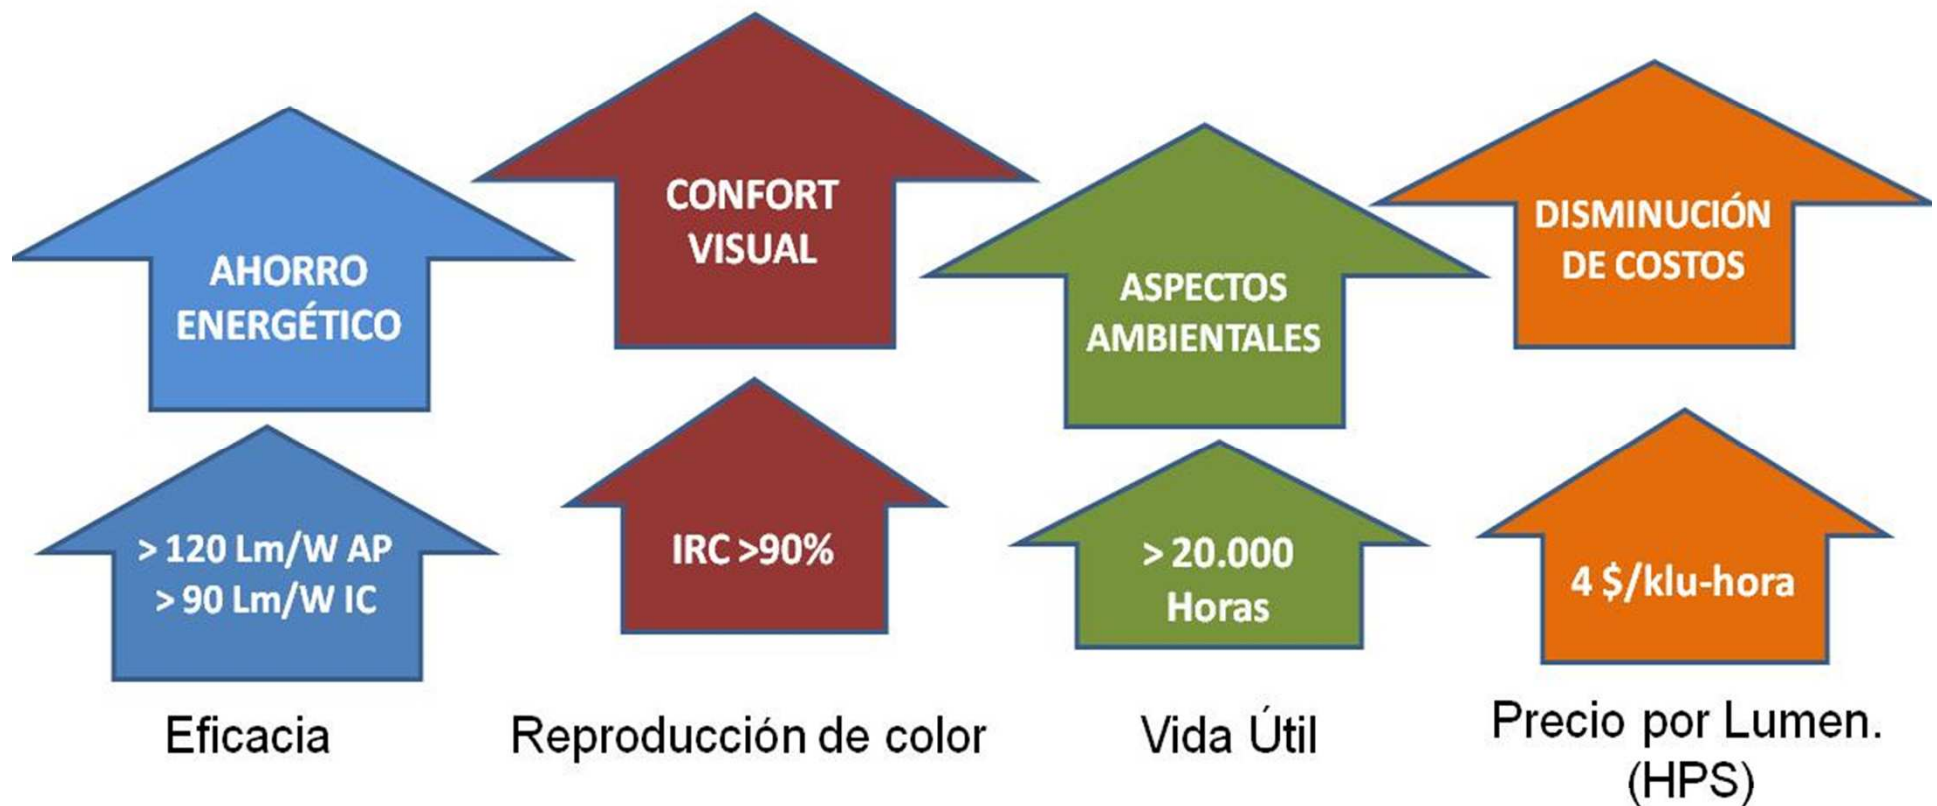 AHORRO
ENERGÉTICO
CONFORT
VISUAL
ASPECTOS
AMBIENTALES
DISMINUCIÓN
DE COSTOS
> 120 Lm/W AP
> 90 Lm/W IC
IRC >90%
> 20.000
Horas
4 $/klu-hora
Eficacia
Reproducción de color
Vida Útil
Precio por Lumen.
(HPS)